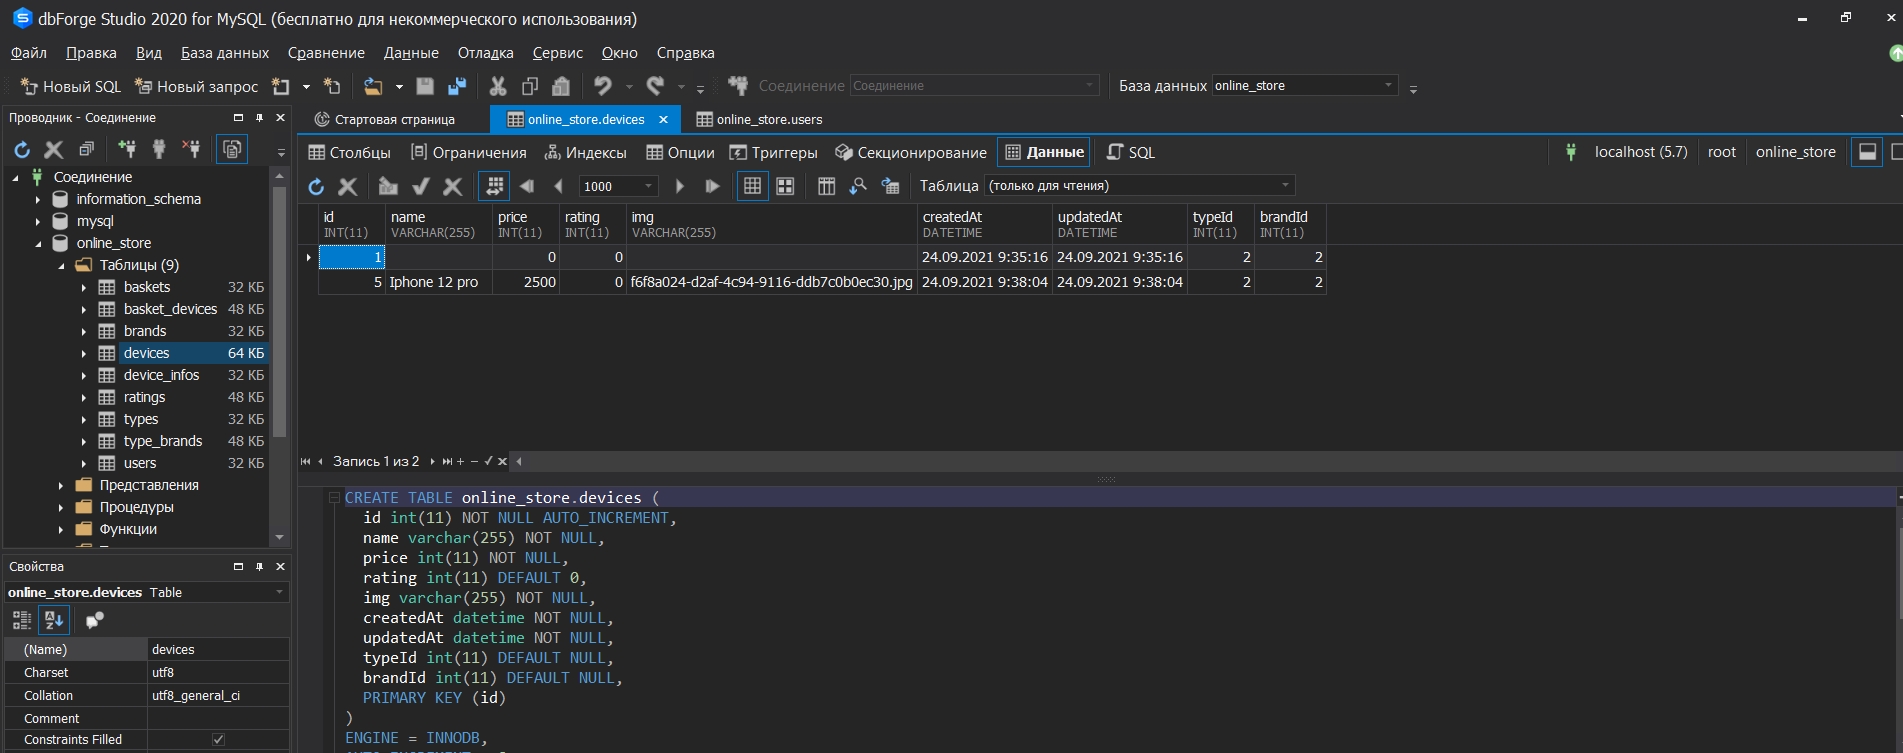 dbForge Studio 2020 for MySQL (бесплатно для некоммерческого использования)
Файл Правка Вид База данных Сравнение Данные Отладка Сервис Окно Справка
Новый SQL Новый запрос Соединение Соединение База данных online_store
Проводник - Соединение
Соединение
information_schema
mysql
online_store
Таблицы (9)
baskets 32 КБ
basket_devices 48 КБ
brands 32 КБ
devices 64 КБ
device_infos 32 КБ
ratings 48 КБ
types 32 КБ
type_brands 48 КБ
users 32 КБ
Представления
Процедуры
Функции
Свойства
online_store.devices Table
(Name) devices
Charset utf8
Collation utf8_general_ci
Comment
Constraints Filled
Стартовая страница online_store.devices online_store.users
Столбцы Ограничения Индексы Опции Триггеры Секционирование Данные SQL localhost (5.7) root online_store
1000 Таблица (только для чтения)
id name price rating img createdAt updatedAt typeId brandId
INT(11) VARCHAR(255) INT(11) INT(11) VARCHAR(255) DATETIME DATETIME INT(11) INT(11)
1 0 0 24.09.2021 9:35:16 24.09.2021 9:35:16 2 2
5 Iphone 12 pro 2500 0 f6f8a024-d2af-4c94-9116-ddb7c0b0ec30.jpg 24.09.2021 9:38:04 24.09.2021 9:38:04 2 2
Запись 1 из 2
CREATE TABLE online_store.devices (
id int(11) NOT NULL AUTO_INCREMENT,
name varchar(255) NOT NULL,
price int(11) NOT NULL,
rating int(11) DEFAULT 0,
img varchar(255) NOT NULL,
createdAt datetime NOT NULL,
updatedAt datetime NOT NULL,
typeId int(11) DEFAULT NULL,
brandId int(11) DEFAULT NULL,
PRIMARY KEY (id)
)
ENGINE = INNODB,